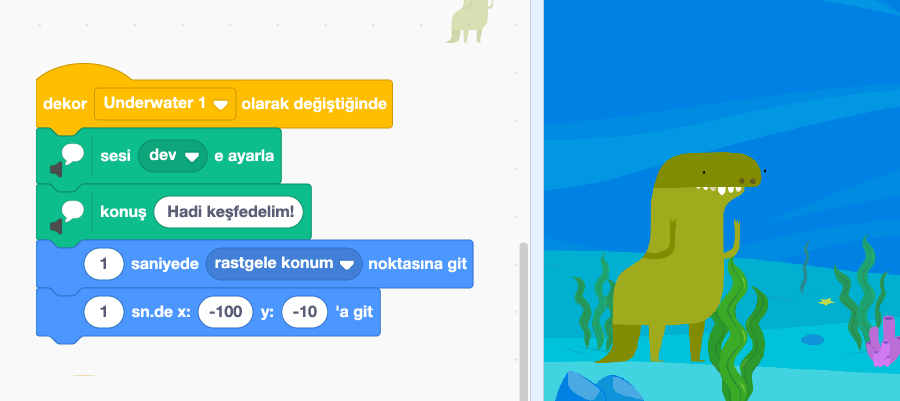 dekor Underwater 1 olarak değiştiğinde
sesi dev e ayarla
konuş Hadi keşfedelim!
1 saniyede rastgele konum noktasına git
1 sn.de x: -100 y: -10 'a git